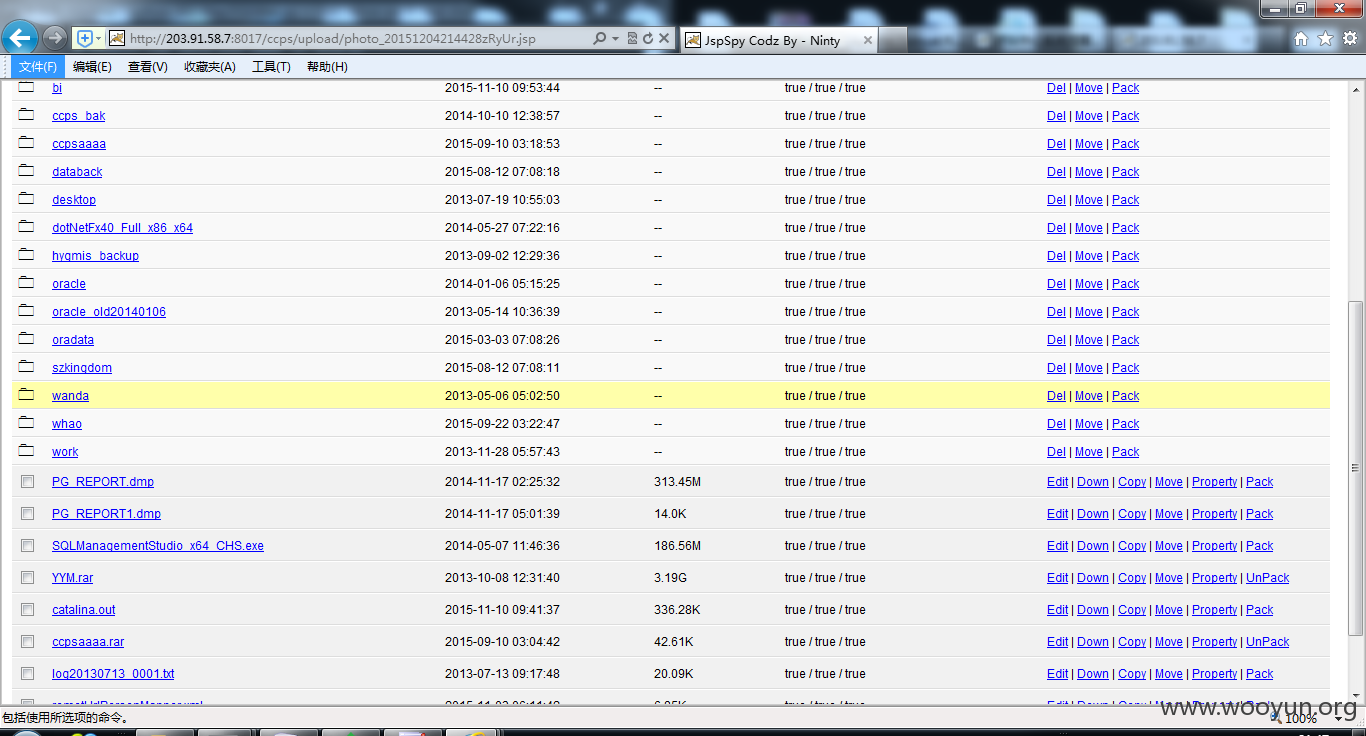 http://203.91.58.7:8017/ccps/upload/photo_20151204214428zRyUr.jsp
JspSpy Codz By - Ninty
文件(F) 编辑(E) 查看(V) 收藏夹(A) 工具(T) 帮助(H)
bi 2015-11-10 09:53:44 -- true / true / true Del | Move | Pack
ccps_bak 2014-10-10 12:38:57 -- true / true / true Del | Move | Pack
ccpsaaaa 2015-09-10 03:18:53 -- true / true / true Del | Move | Pack
databack 2015-08-12 07:08:18 -- true / true / true Del | Move | Pack
desktop 2013-07-19 10:55:03 -- true / true / true Del | Move | Pack
dotNetFx40_Full_x86_x64 2014-05-27 07:22:16 -- true / true / true Del | Move | Pack
hyqmis_backup 2013-09-02 12:29:36 -- true / true / true Del | Move | Pack
oracle 2014-01-06 05:15:25 -- true / true / true Del | Move | Pack
oracle_old20140106 2013-05-14 10:36:39 -- true / true / true Del | Move | Pack
oradata 2015-03-03 07:08:26 -- true / true / true Del | Move | Pack
szkingdom 2015-08-12 07:08:11 -- true / true / true Del | Move | Pack
wanda 2013-05-06 05:02:50 -- true / true / true Del | Move | Pack
whao 2015-09-22 03:22:47 -- true / true / true Del | Move | Pack
work 2013-11-28 05:57:43 -- true / true / true Del | Move | Pack
PG_REPORT.dmp 2014-11-17 02:25:32 313.45M true / true / true Edit | Down | Copy | Move | Property | Pack
PG_REPORT1.dmp 2014-11-17 05:01:39 14.0K true / true / true Edit | Down | Copy | Move | Property | Pack
SQLManagementStudio_x64_CHS.exe 2014-05-07 11:46:36 186.56M true / true / true Edit | Down | Copy | Move | Property | Pack
YYM.rar 2013-10-08 12:31:40 3.19G true / true / true Edit | Down | Copy | Move | Property | UnPack
catalina.out 2015-11-10 09:41:37 336.28K true / true / true Edit | Down | Copy | Move | Property | Pack
ccpsaaaa.rar 2015-09-10 03:04:42 42.61K true / true / true Edit | Down | Copy | Move | Property | UnPack
log20130713_0001.txt 2013-07-13 09:17:48 20.09K true / true / true Edit | Down | Copy | Move | Property | Pack
包括使用所选项的命令。
www.wooyun.org
100%